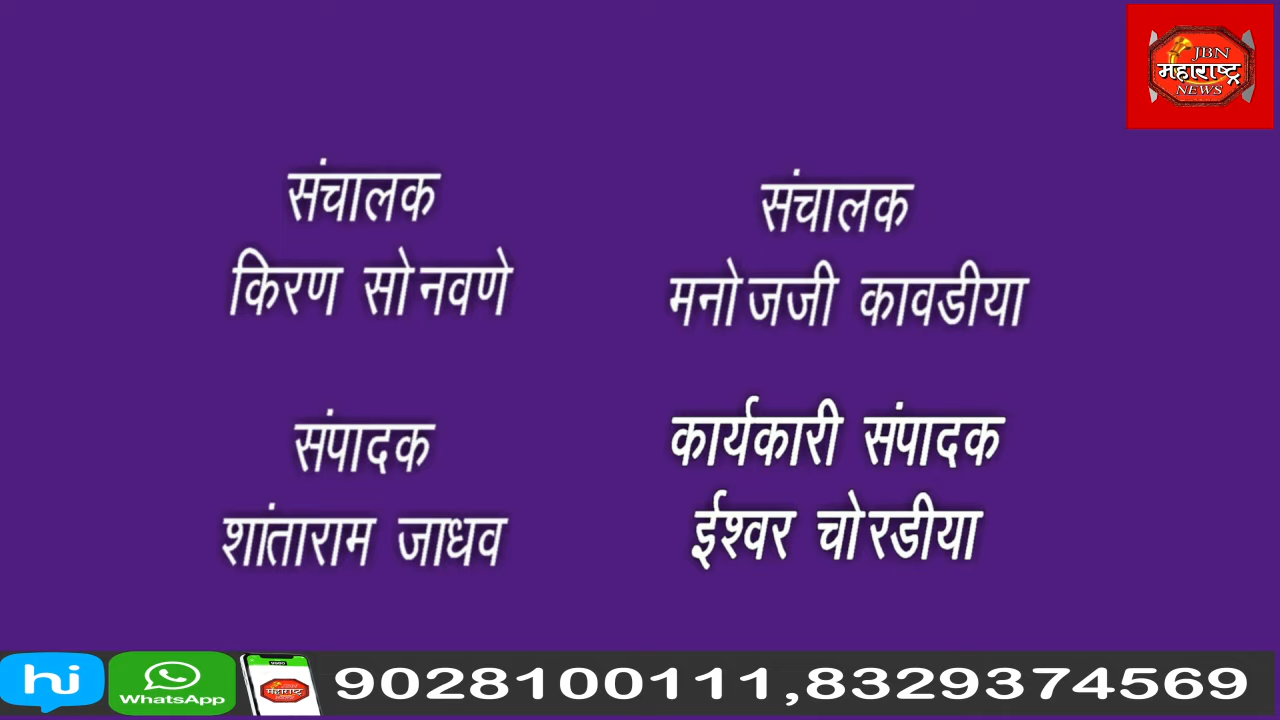 JBN
महाराष्ट्र
NEWS
संचालक
किरण सोनवणे
संचालक
मनोजजी कावडीया
संपादक
शांताराम जाधव
कार्यकारी संपादक
ईश्वर चोरडीया
hi
WhatsApp
महाराष्ट्र
9028100111,8329374569